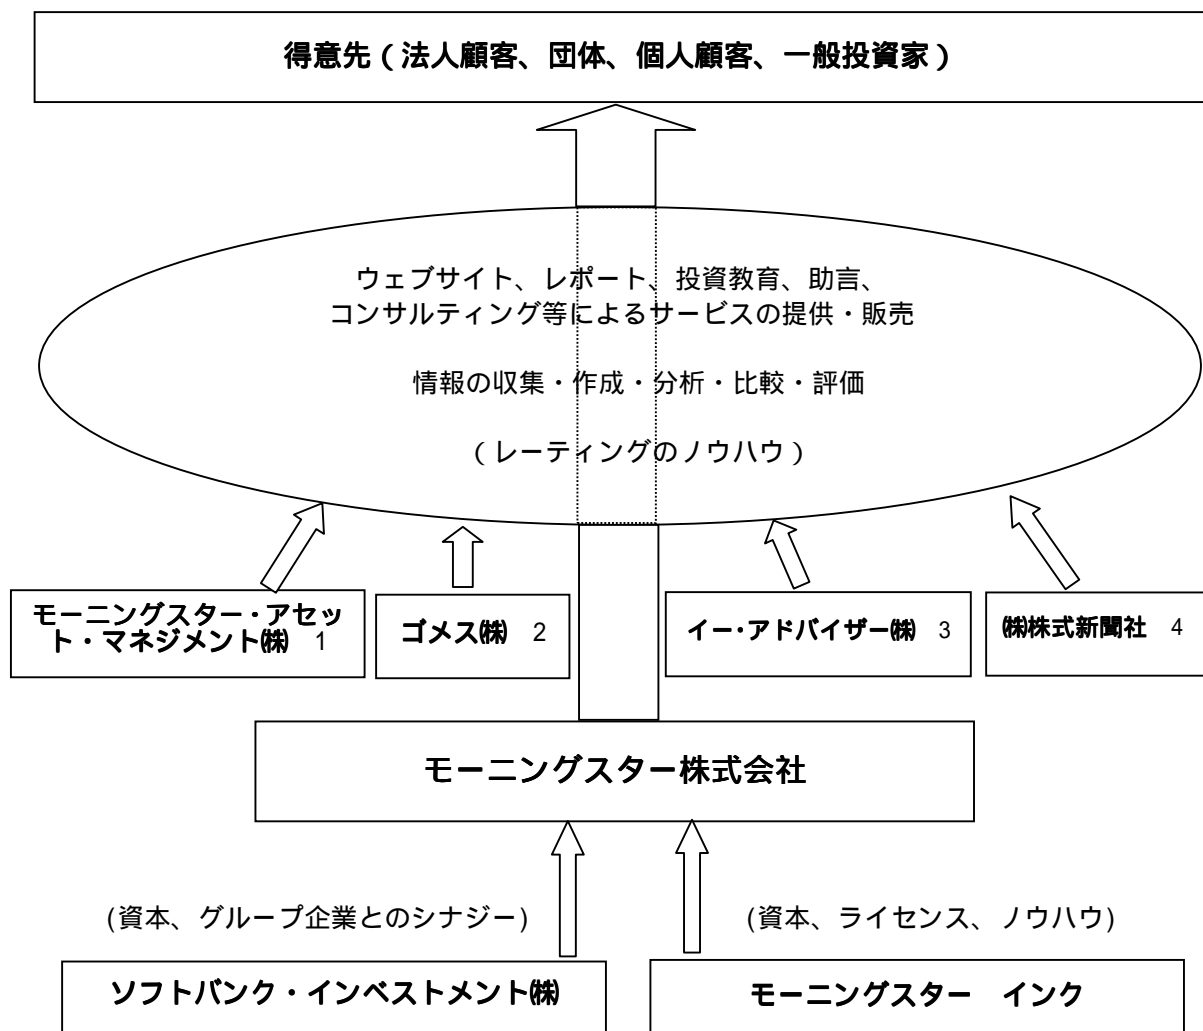 得意先（法人顧客、団体、個人顧客、一般投資家）
ウェブサイト、レポート、投資教育、助言、
コンサルティング等によるサービスの提供・販売
情報の収集・作成・分析・比較・評価
（レーティングのノウハウ）
モーニングスター・アセッ
ト・マネジメント㈱ 1
ゴメス㈱ 2
イー・アドバイザー㈱ 3
㈱株式新聞社 4
モーニングスター株式会社
(資本、グループ企業とのシナジー)
(資本、ライセンス、ノウハウ)
ソフトバンク・インベストメント㈱
モーニングスター　インク